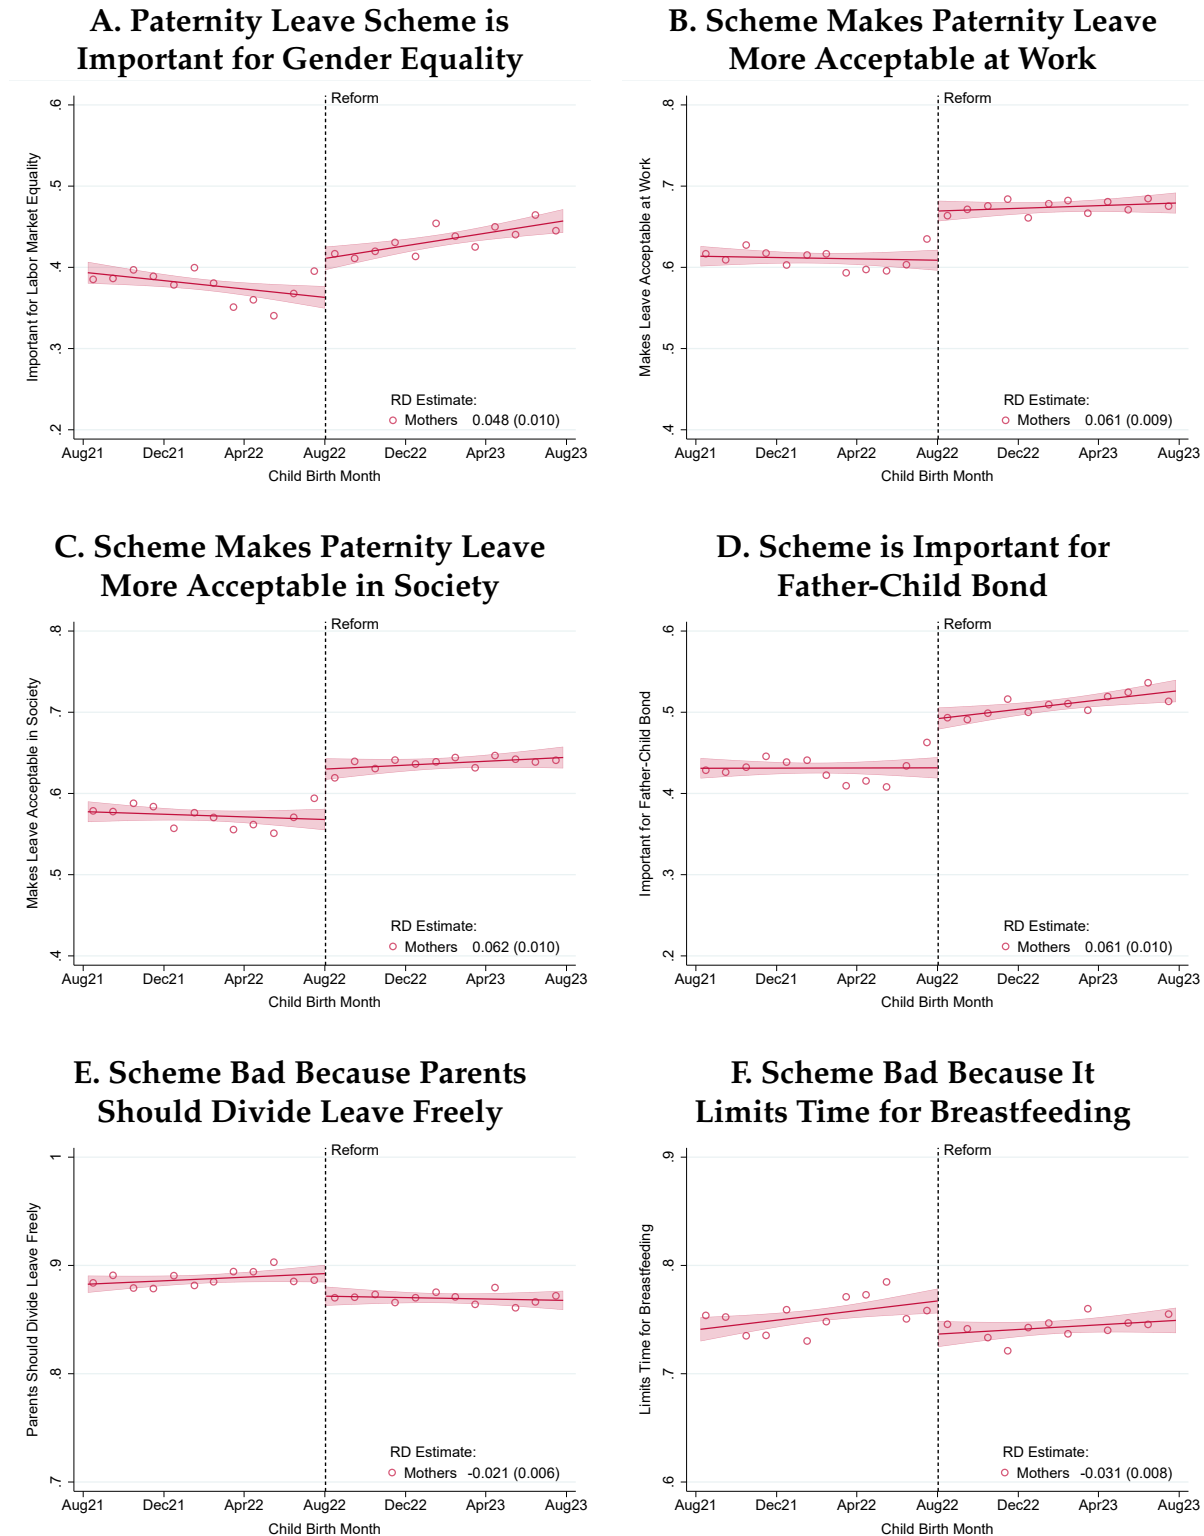 A. Paternity Leave Scheme is
Important for Gender Equality
Reform
Important for Labor Market Equality
.6
.5
.4
.3
.2
RD Estimate:
Mothers 0.048 (0.010)
Aug21 Dec21 Apr22 Aug22 Dec22 Apr23 Aug23
Child Birth Month
B. Scheme Makes Paternity Leave
More Acceptable at Work
Reform
Makes Leave Acceptable at Work
.8
.7
.6
.5
.4
RD Estimate:
Mothers 0.061 (0.009)
Aug21 Dec21 Apr22 Aug22 Dec22 Apr23 Aug23
Child Birth Month
C. Scheme Makes Paternity Leave
More Acceptable in Society
Reform
Makes Leave Acceptable in Society
.8
.7
.6
.5
.4
RD Estimate:
Mothers 0.062 (0.010)
Aug21 Dec21 Apr22 Aug22 Dec22 Apr23 Aug23
Child Birth Month
D. Scheme is Important for
Father-Child Bond
Reform
Important for Father-Child Bond
.6
.5
.4
.3
.2
RD Estimate:
Mothers 0.061 (0.010)
Aug21 Dec21 Apr22 Aug22 Dec22 Apr23 Aug23
Child Birth Month
E. Scheme Bad Because Parents
Should Divide Leave Freely
Reform
Parents Should Divide Leave Freely
1
.9
.8
.7
RD Estimate:
Mothers -0.021 (0.006)
Aug21 Dec21 Apr22 Aug22 Dec22 Apr23 Aug23
Child Birth Month
F. Scheme Bad Because It
Limits Time for Breastfeeding
Reform
Limits Time for Breastfeeding
.9
.8
.7
.6
RD Estimate:
Mothers -0.031 (0.008)
Aug21 Dec21 Apr22 Aug22 Dec22 Apr23 Aug23
Child Birth Month